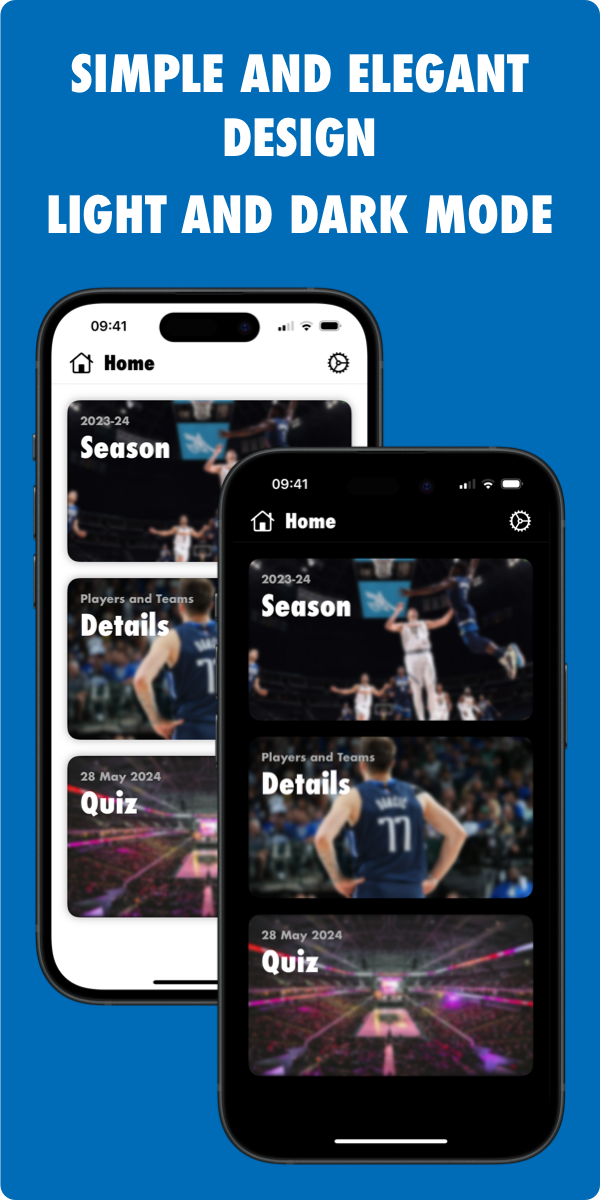 SIMPLE AND ELEGANT
DESIGN
LIGHT AND DARK MODE
09:41
Home
2023-24
Season
Players and Teams
Details
7
28 May 2024
Quiz
09:41
Home
2023-24
Season
Players and Teams
Details
77
28 May 2024
Quiz